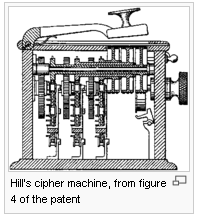 Hill's cipher machine, from figure
4 of the patent